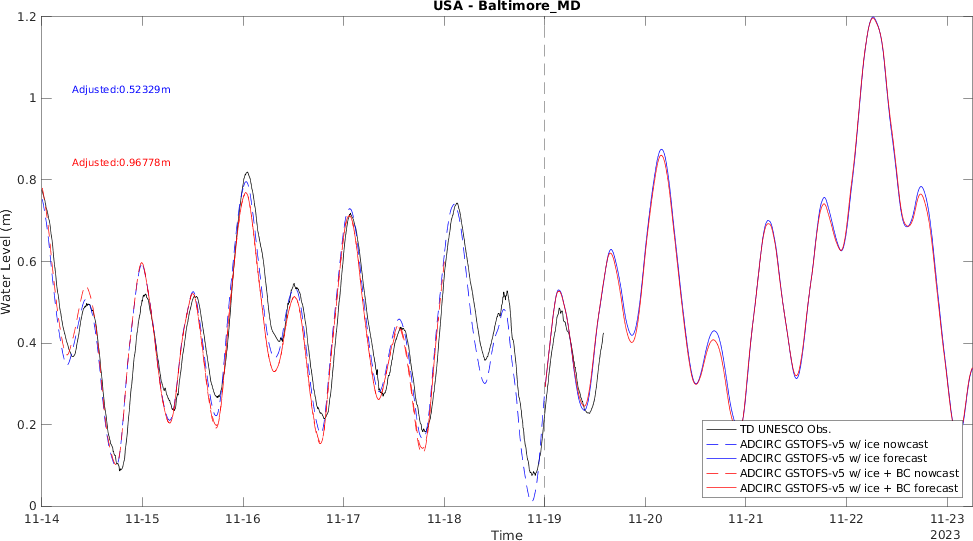 USA - Baltimore_MD
1.2
1
0.8
0.6
0.4
0.2
0
Water Level (m)
Adjusted:0.52329m
Adjusted:0.96778m
TD UNESCO Obs.
ADCIRC GSTOFS-v5 w/ ice nowcast
ADCIRC GSTOFS-v5 w/ ice forecast
ADCIRC GSTOFS-v5 w/ ice + BC nowcast
ADCIRC GSTOFS-v5 w/ ice + BC forecast
11-14 11-15 11-16 11-17 11-18 11-19 11-20 11-21 11-22 11-23
Time
2023